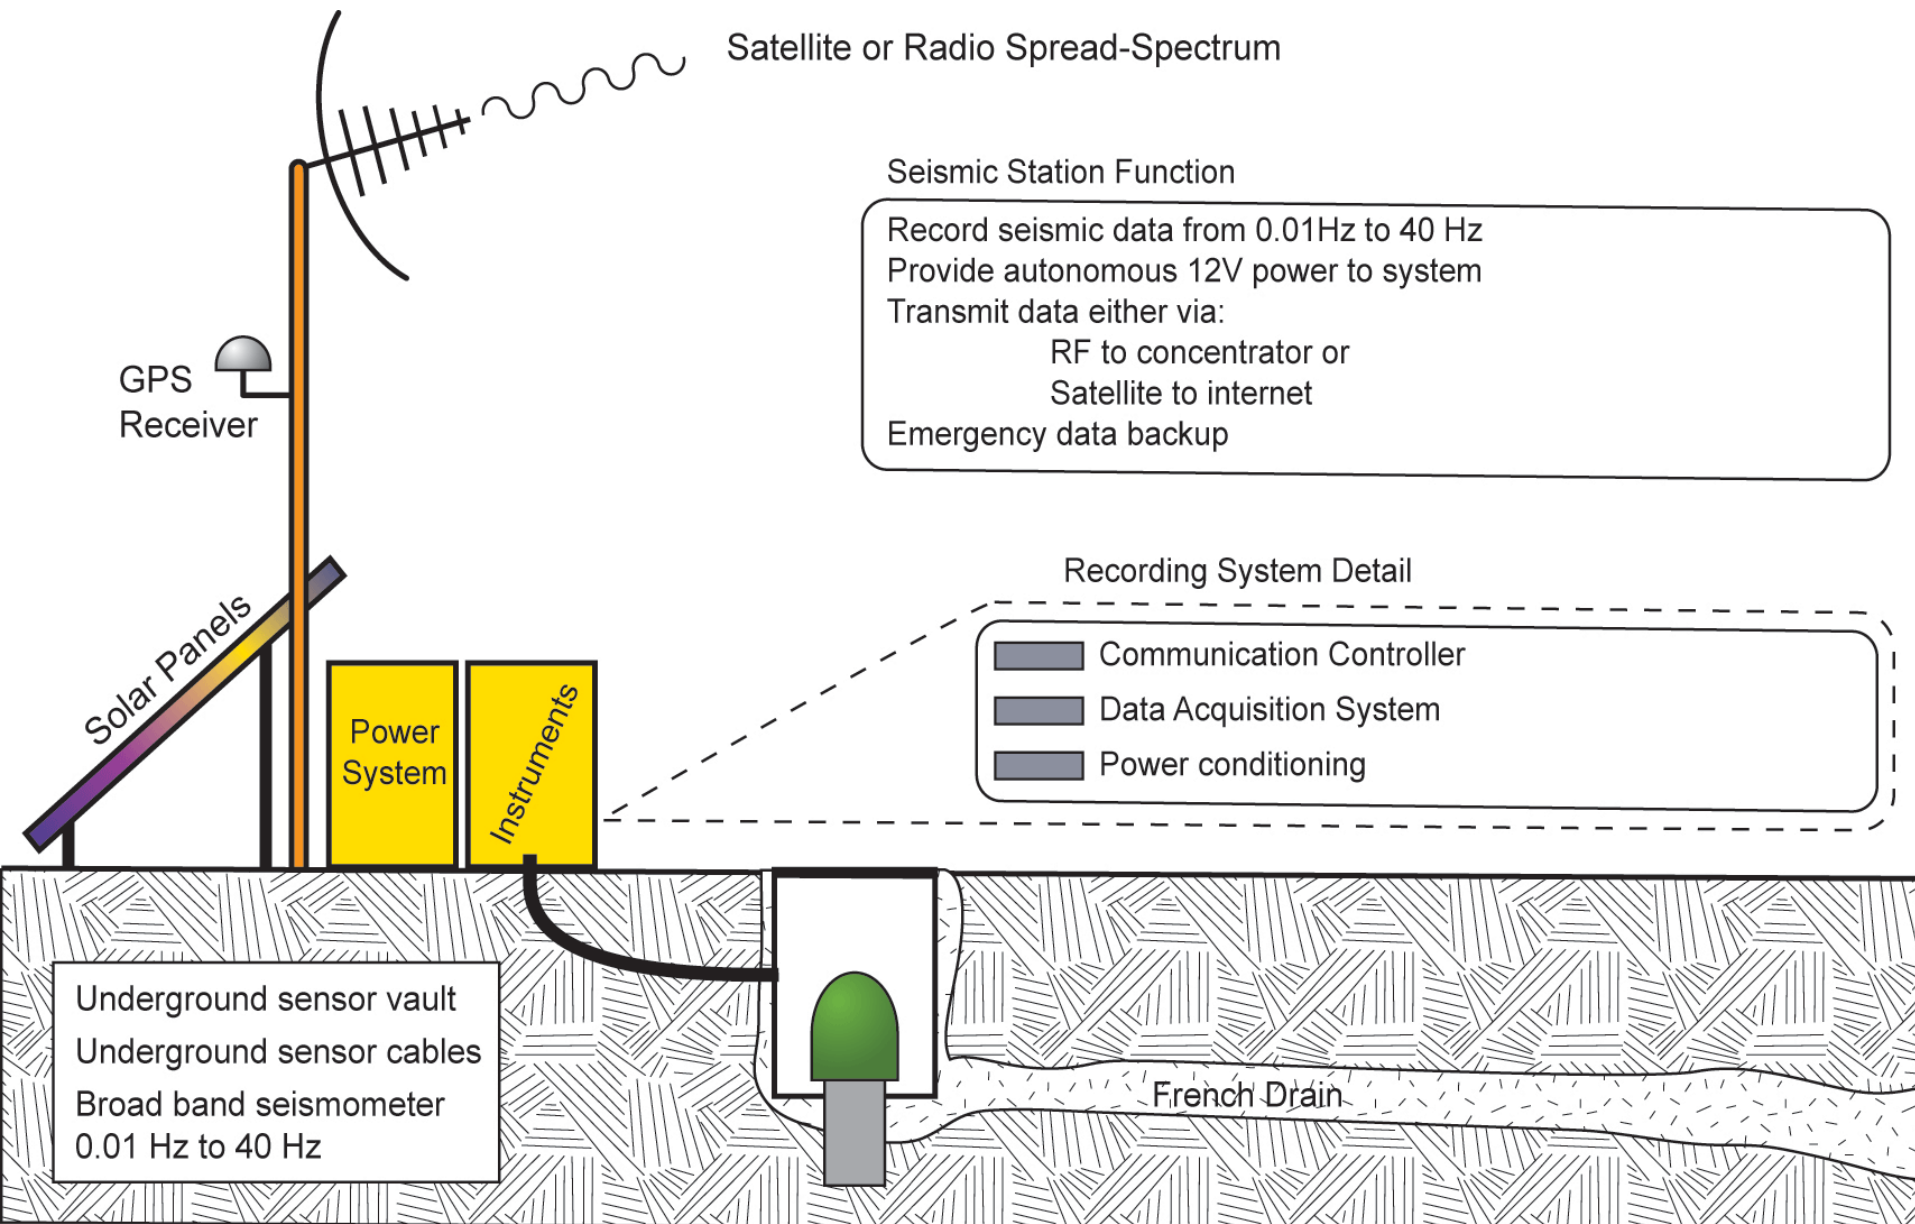 Satellite or Radio Spread-Spectrum
Seismic Station Function
Record seismic data from 0.01Hz to 40 Hz
Provide autonomous 12V power to system
Transmit data either via:
RF to concentrator or
Satellite to internet
Emergency data backup
GPS
Receiver
Solar Panels
Power
System
Instruments
Recording System Detail
Communication Controller
Data Acquisition System
Power conditioning
Underground sensor vault
Underground sensor cables
Broad band seismometer
0.01 Hz to 40 Hz
French Drain